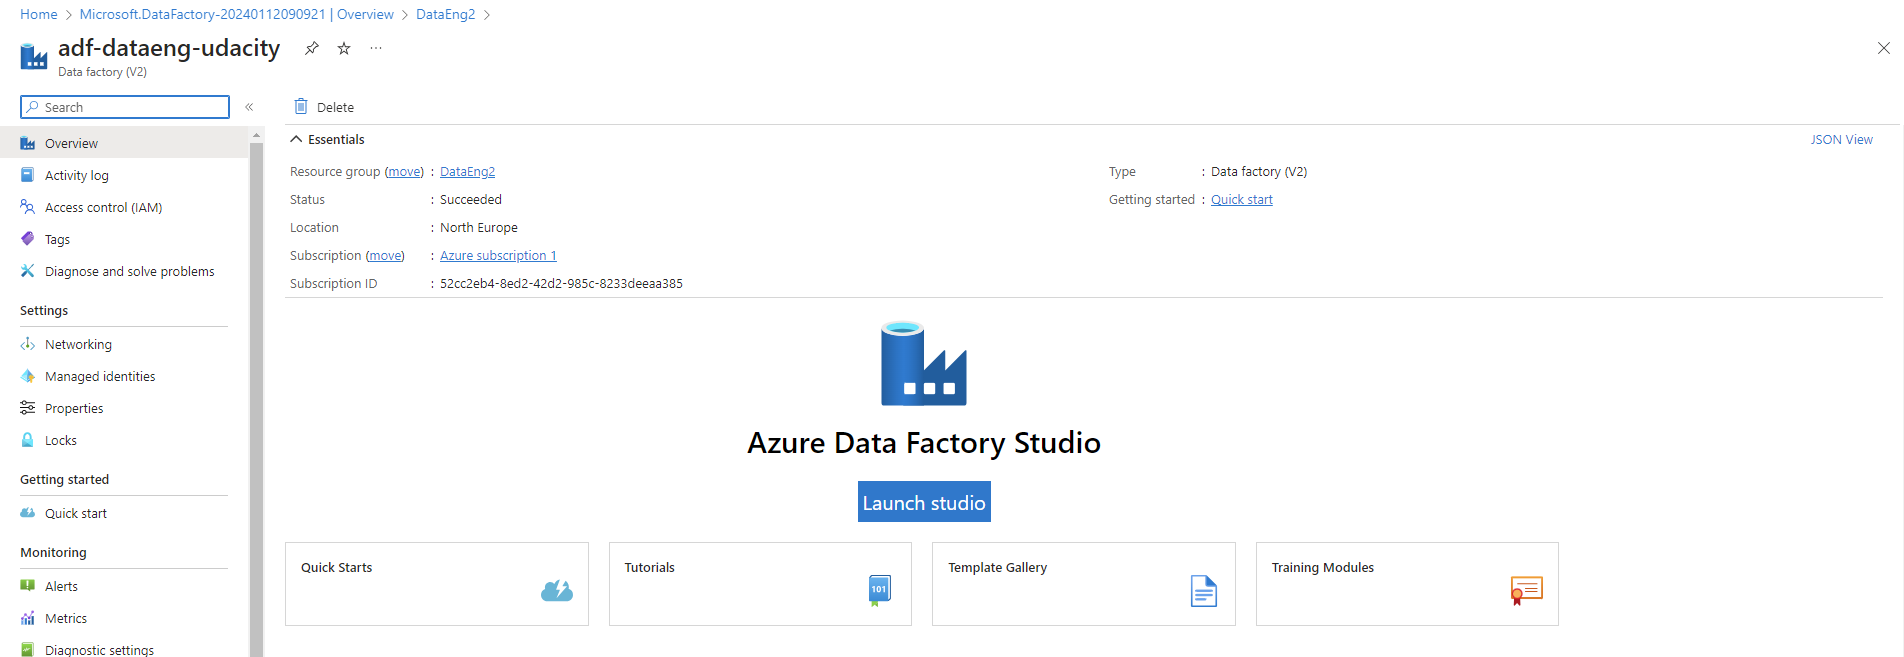 Home > Microsoft.DataFactory-20240112090921 | Overview > DataEng2 >
adf-dataeng-udacity
Data factory (V2)
Search
Overview
Activity log
Access control (IAM)
Tags
Diagnose and solve problems
Settings
Networking
Managed identities
Properties
Locks
Getting started
Quick start
Monitoring
Alerts
Metrics
Diagnostic settings
Delete
Essentials
JSON View
Resource group (move) : DataEng2
Status : Succeeded
Location : North Europe
Subscription (move) : Azure subscription 1
Subscription ID : 52cc2eb4-8ed2-42d2-985c-8233deeaa385
Type : Data factory (V2)
Getting started : Quick start
Azure Data Factory Studio
Launch studio
Quick Starts
Tutorials
101
Template Gallery
Training Modules